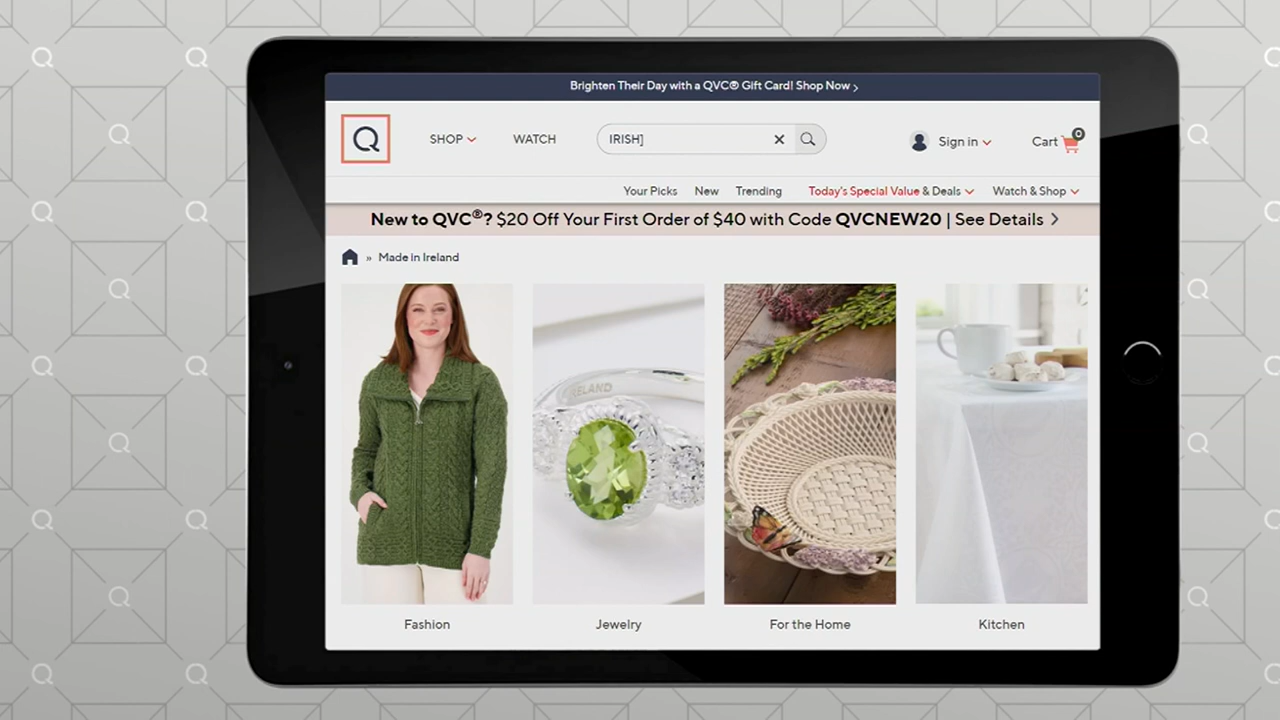 Brighten Their Day with a QVC® Gift Card! Shop Now >
Q SHOP WATCH IRISH] Sign in Cart 0
Your Picks New Trending Today's Special Value & Deals Watch & Shop
New to QVC®? $20 Off Your First Order of $40 with Code QVCNEW20 | See Details >
» Made in Ireland
IRELAND
Fashion Jewelry For the Home Kitchen